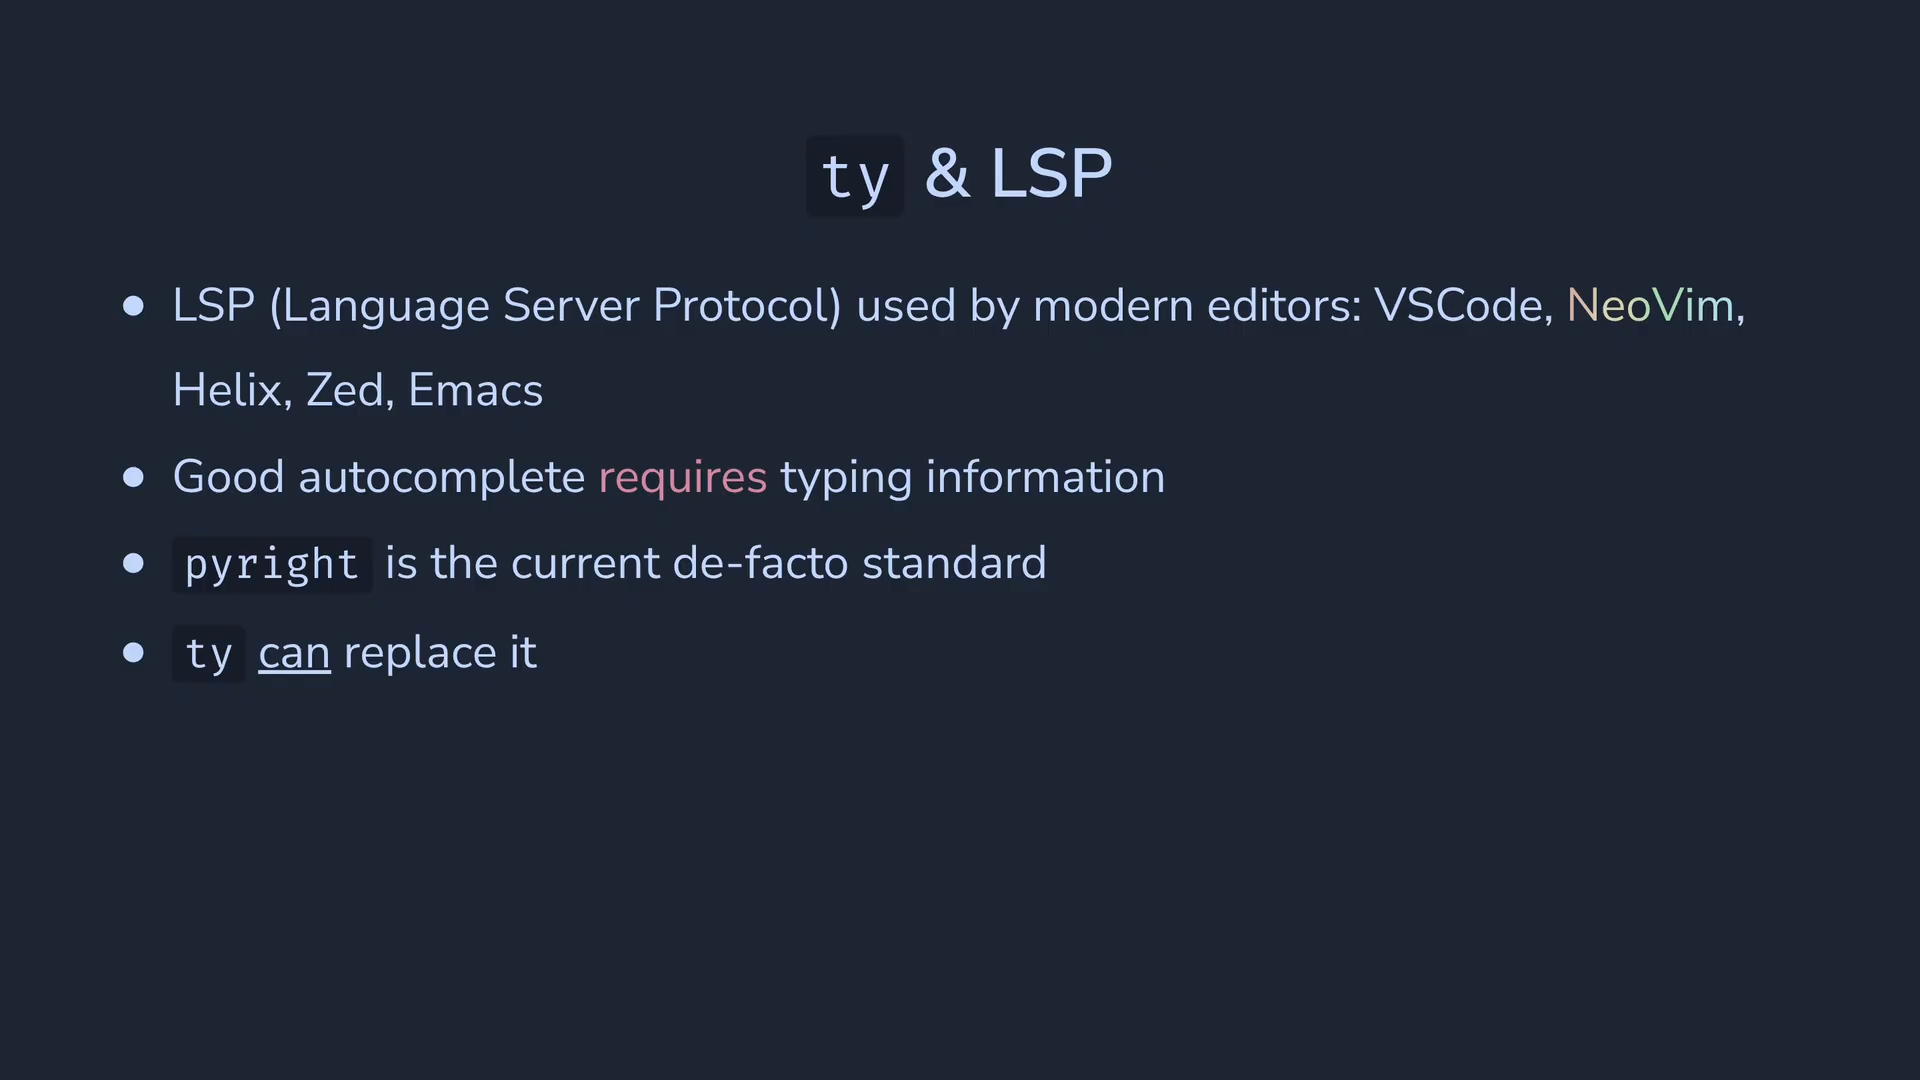 ty & LSP
● LSP (Language Server Protocol) used by modern editors: VSCode, NeoVim,
Helix, Zed, Emacs
● Good autocomplete requires typing information
● pyright is the current de-facto standard
● ty can replace it